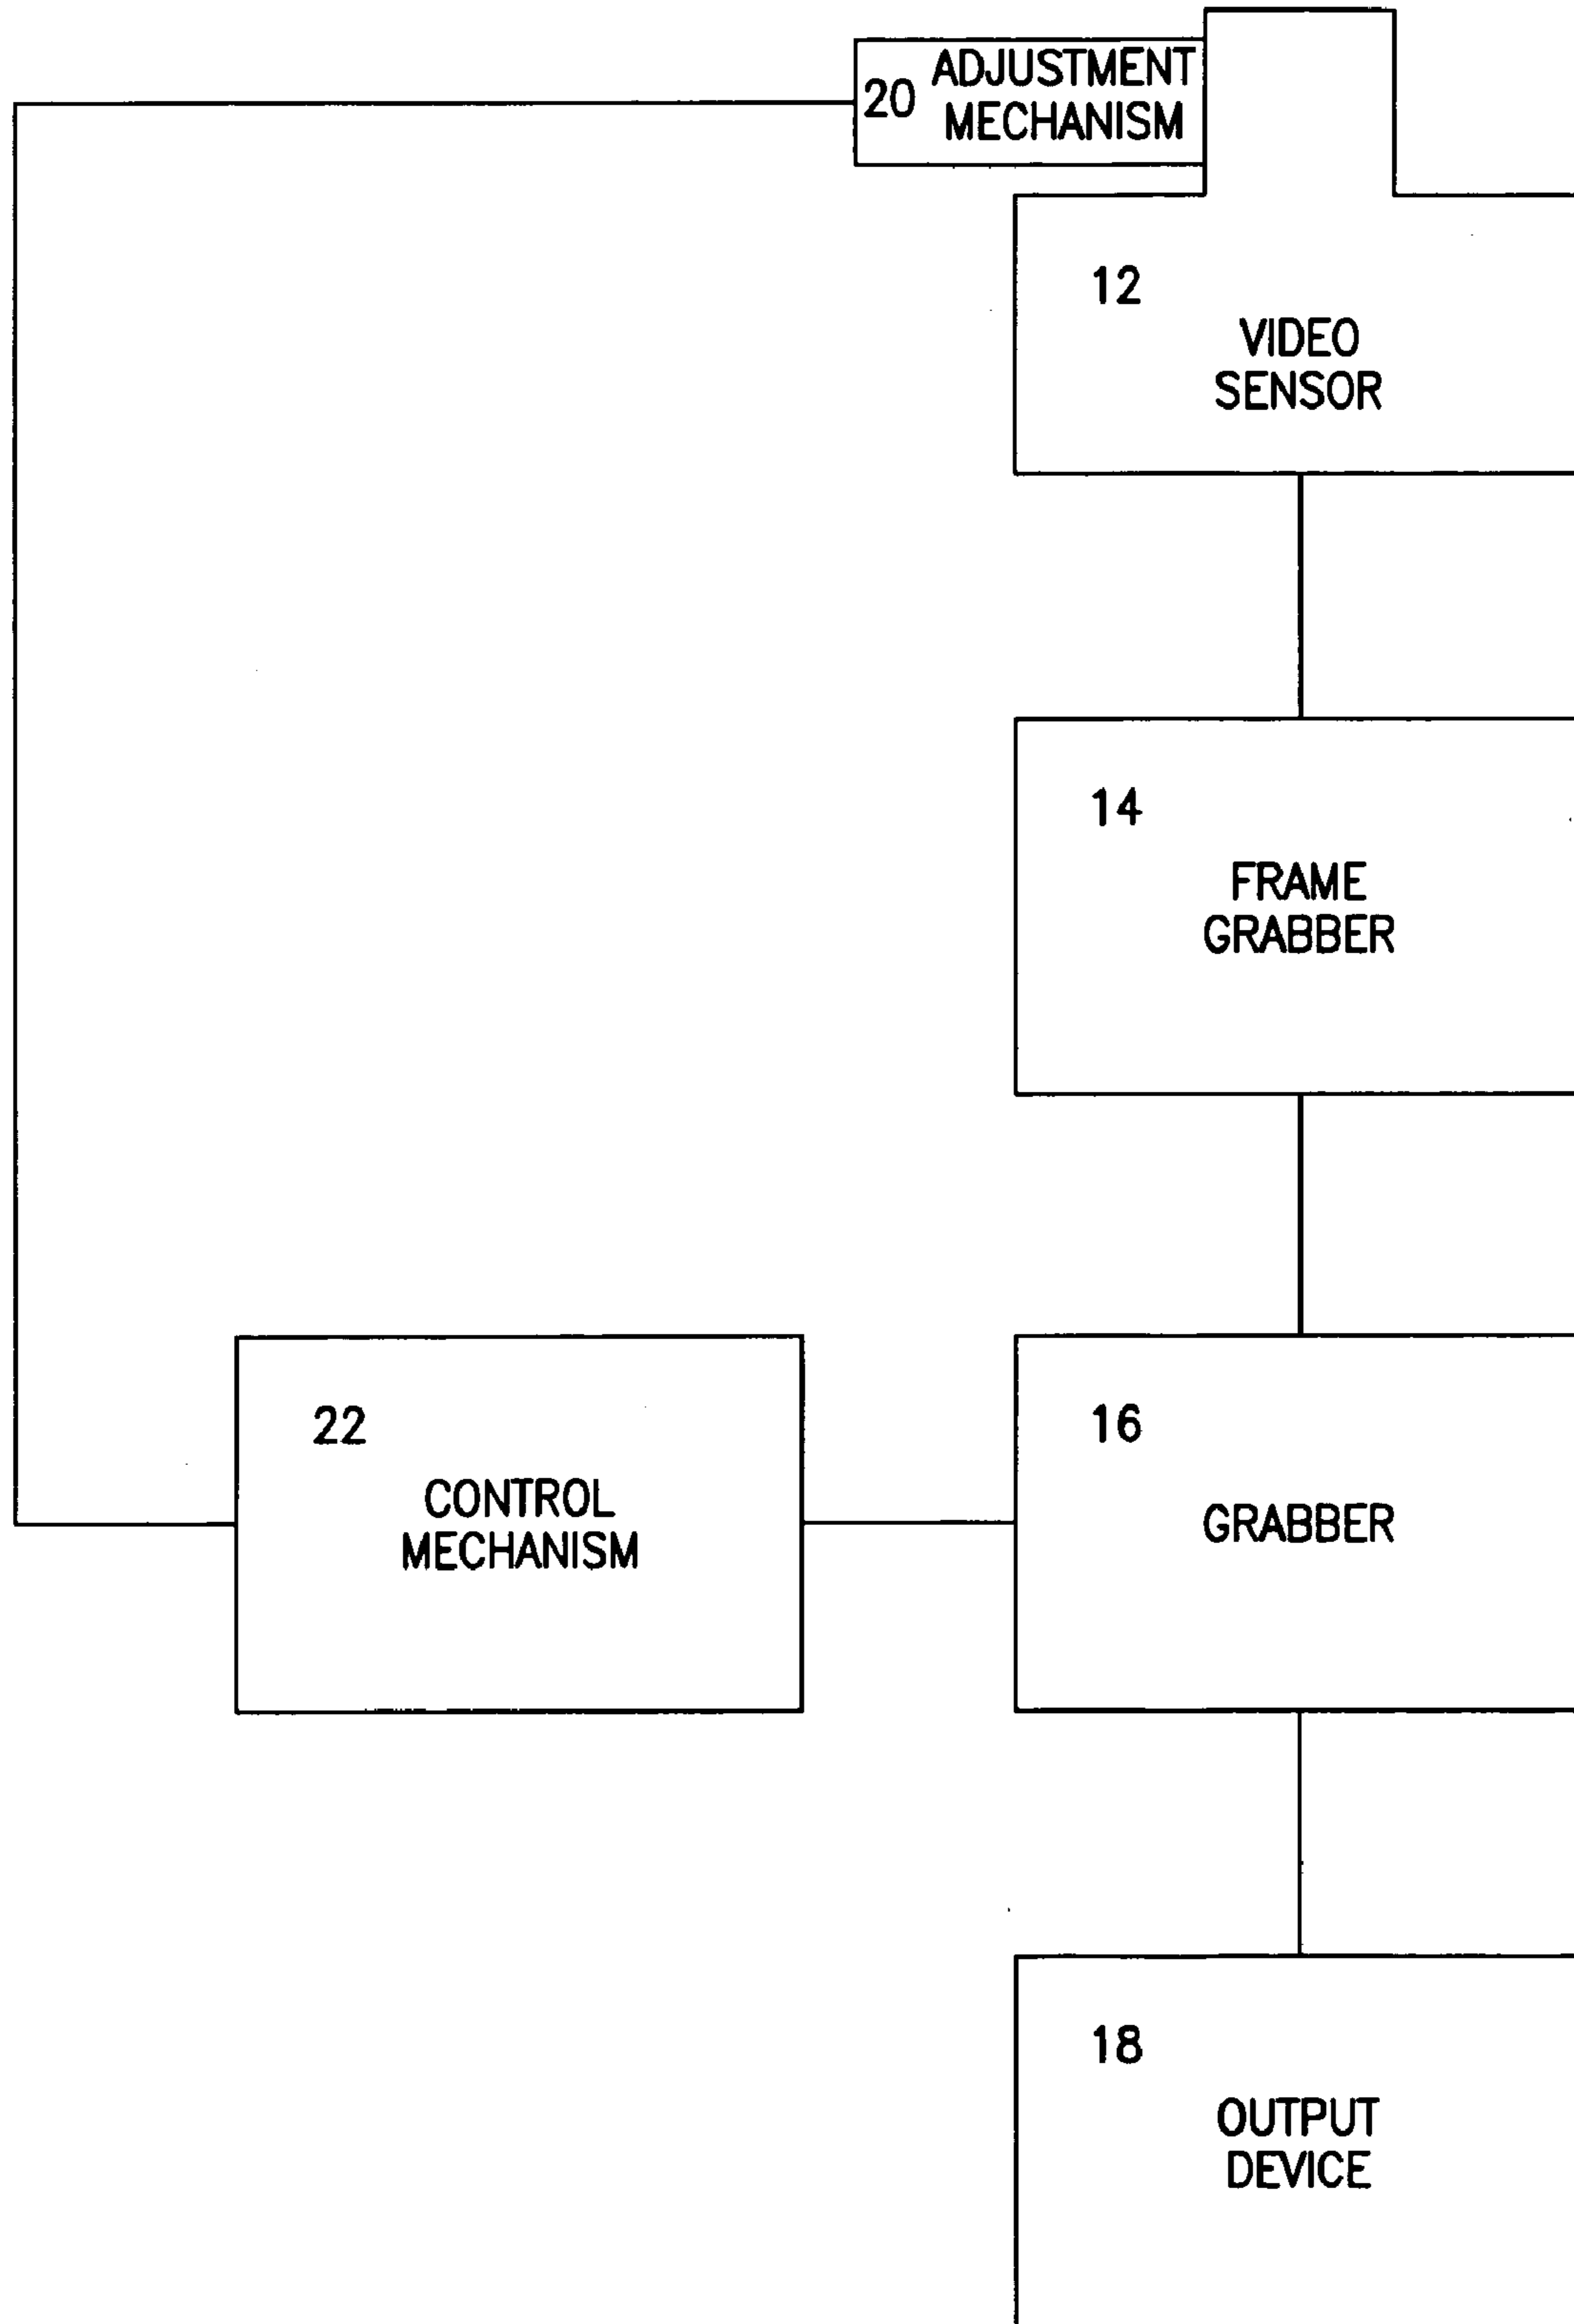 20 ADJUSTMENT
MECHANISM
12
VIDEO
SENSOR
14
FRAME
GRABBER
22
CONTROL
MECHANISM
16
GRABBER
18
OUTPUT
DEVICE